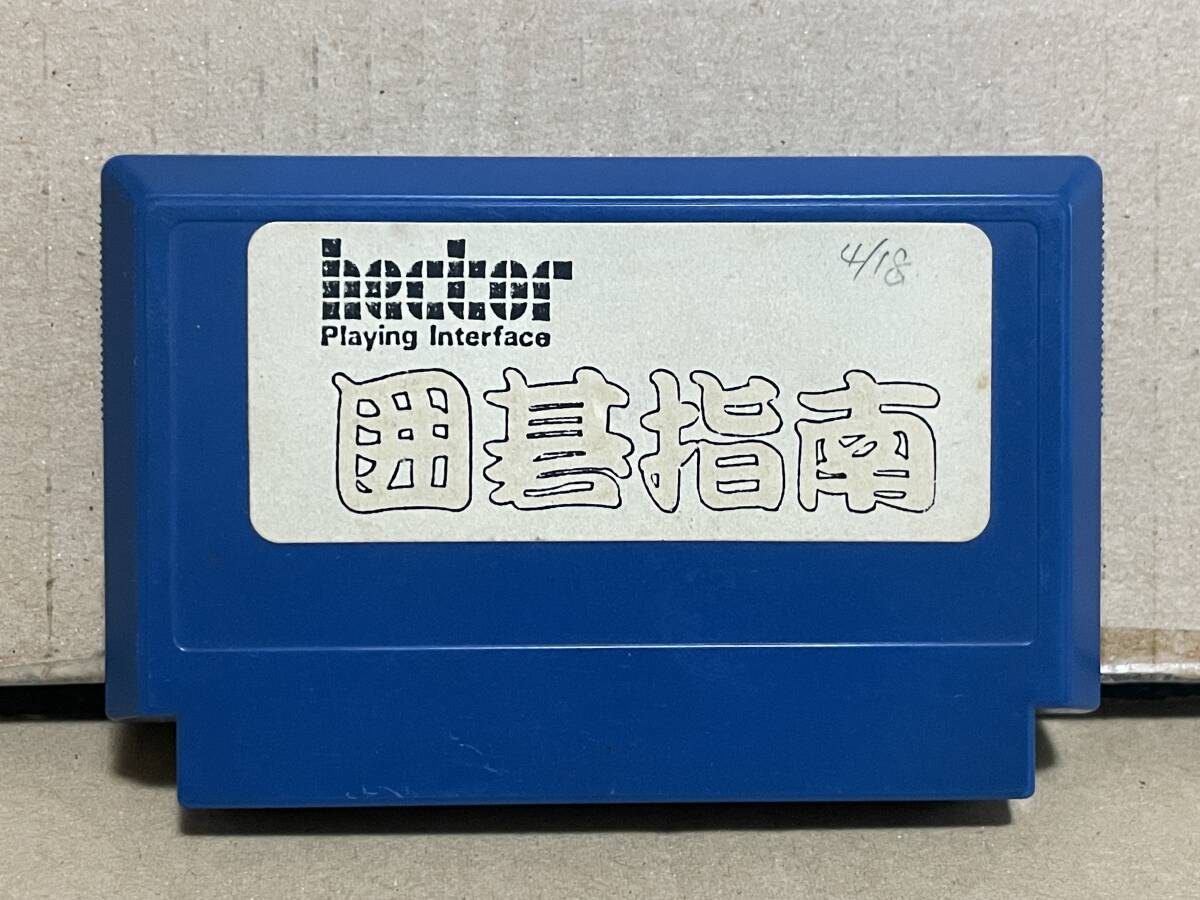 hector
4/18
Playing Interface
囲碁指南